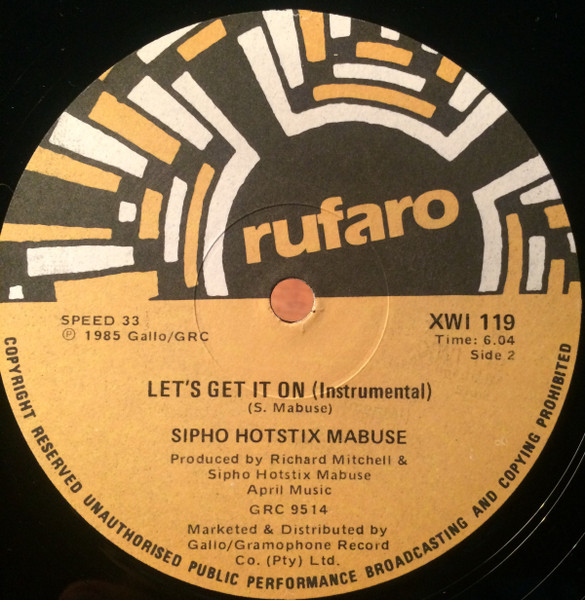 rufaro
SPEED 33
Ⓟ 1985 Gallo/GRC
XWI 119
Time: 6.04
Side 2
LET'S GET IT ON (Instrumental)
(S. Mabuse)
SIPHO HOTSTIX MABUSE
Produced by Richard Mitchell &
Sipho Hotstix Mabuse
April Music
GRC 9514
Marketed & Distributed by
Gallo/Gramophone Record
Co. (Pty) Ltd.
COPYRIGHT RESERVED UNAUTHORISED PUBLIC PERFORMANCE BROADCASTING AND COPYING PROHIBITED